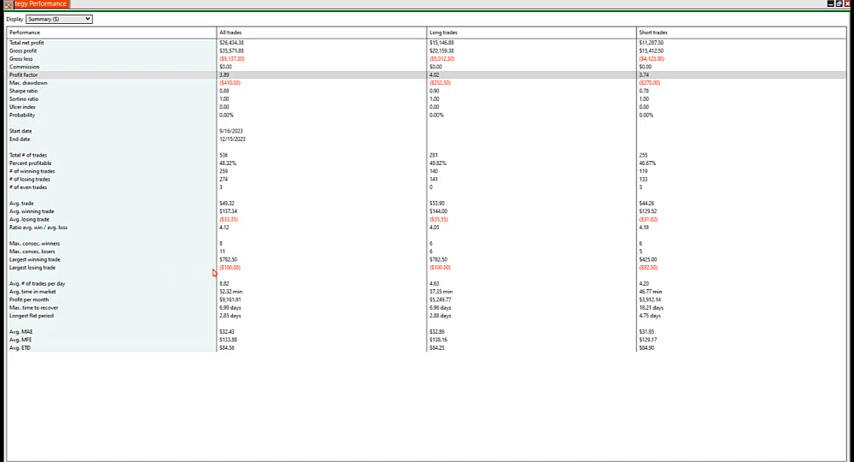 tegy Performance
Display Summary ($)
Performance All trades Long trades Short trades
Total net profit $26,434.38 $15,146.88 $11,287.50
Gross profit $35,571.88 $20,159.38 $15,412.50
Gross loss ($9,137.50) ($5,012.50) ($4,125.00)
Commission $0.00 $0.00 $0.00
Profit factor 3.89 4.02 3.74
Max. drawdown ($410.00) ($252.50) ($270.00)
Sharpe ratio 0.88 0.90 0.78
Sortino ratio 1.00 1.00 1.00
Ulcer index 0.00 0.00 0.00
Probability 0.00% 0.00% 0.00%
Start date 9/16/2023
End date 12/15/2023
Total # of trades 536 281 255
Percent profitable 48.32% 49.82% 46.67%
# of winning trades 259 140 119
# of losing trades 274 141 133
# of even trades 3 0 3
Avg. trade $49.32 $53.90 $44.26
Avg. winning trade $137.34 $144.00 $129.52
Avg. losing trade ($33.35) ($35.55) ($31.02)
Ratio avg. win / avg. loss 4.12 4.05 4.18
Max. consec. winners 8 6 6
Max. consec. losers 11 6 5
Largest winning trade $782.50 $782.50 $425.00
Largest losing trade ($100.00) ($100.00) ($82.50)
Avg. # of trades per day 8.82 4.63 4.20
Avg. time in market 52.32 min 57.35 min 46.77 min
Profit per month $9,161.91 $5,249.77 $3,912.14
Max. time to recover 6.99 days 6.96 days 18.21 days
Longest flat period 2.85 days 2.88 days 4.75 days
Avg. MAE $32.43 $32.86 $31.95
Avg. MFE $133.88 $138.16 $129.17
Avg. ETD $84.56 $84.25 $84.90